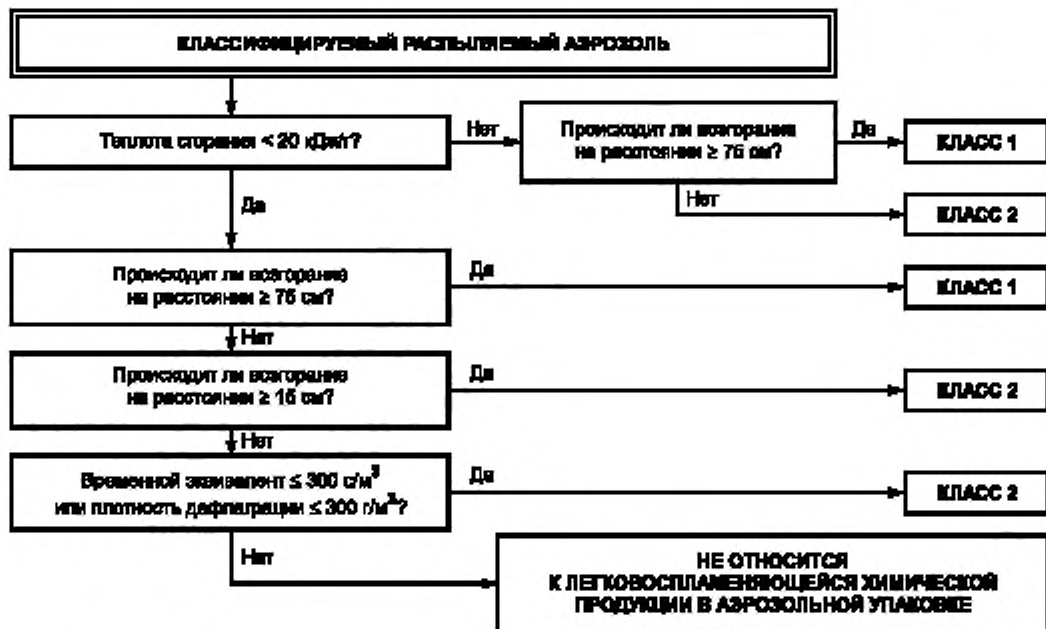 КЛАССИФИЦИРУЕМЫЙ РАСПЫЛЯЕМЫЙ АЭРОЗОЛЬ
Теплота сгорания < 20 кДж/г?
Нет
Происходит ли возгорание
на расстоянии ≥ 75 см?
Да
КЛАСС 1
Нет
КЛАСС 2
Да
Происходит ли возгорание
на расстоянии ≥ 75 см?
Да
КЛАСС 1
Нет
Происходит ли возгорание
на расстоянии ≥ 15 см?
Да
КЛАСС 2
Нет
Временной эквивалент ≤ 300 с/м³
или плотность дефлаграции ≤ 300 г/м³?
Да
КЛАСС 2
Нет
НЕ ОТНОСИТСЯ
К ЛЕГКОВОСПЛАМЕНЯЮЩЕЙСЯ ХИМИЧЕСКОЙ
ПРОДУКЦИИ В АЭРОЗОЛЬНОЙ УПАКОВКЕ